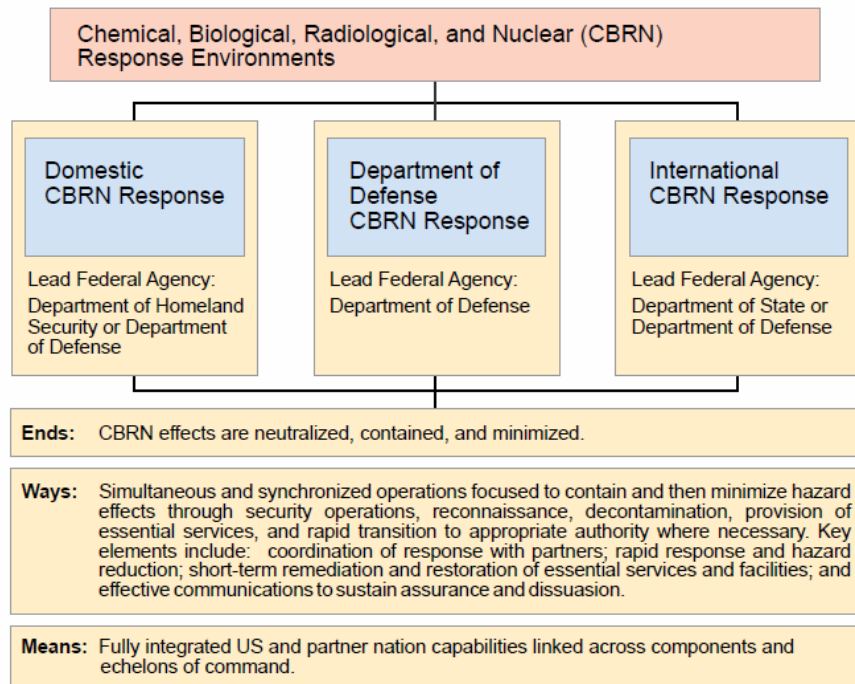 Chemical, Biological, Radiological, and Nuclear (CBRN)
Response Environments
Domestic
CBRN Response
Lead Federal Agency:
Department of Homeland
Security or Department
of Defense
Department of
Defense
CBRN Response
Lead Federal Agency:
Department of Defense
International
CBRN Response
Lead Federal Agency:
Department of State or
Department of Defense
Ends: CBRN effects are neutralized, contained, and minimized.
Ways: Simultaneous and synchronized operations focused to contain and then minimize hazard
effects through security operations, reconnaissance, decontamination, provision of
essential services, and rapid transition to appropriate authority where necessary. Key
elements include: coordination of response with partners; rapid response and hazard
reduction; short-term remediation and restoration of essential services and facilities; and
effective communications to sustain assurance and dissuasion.
Means: Fully integrated US and partner nation capabilities linked across components and
echelons of command.